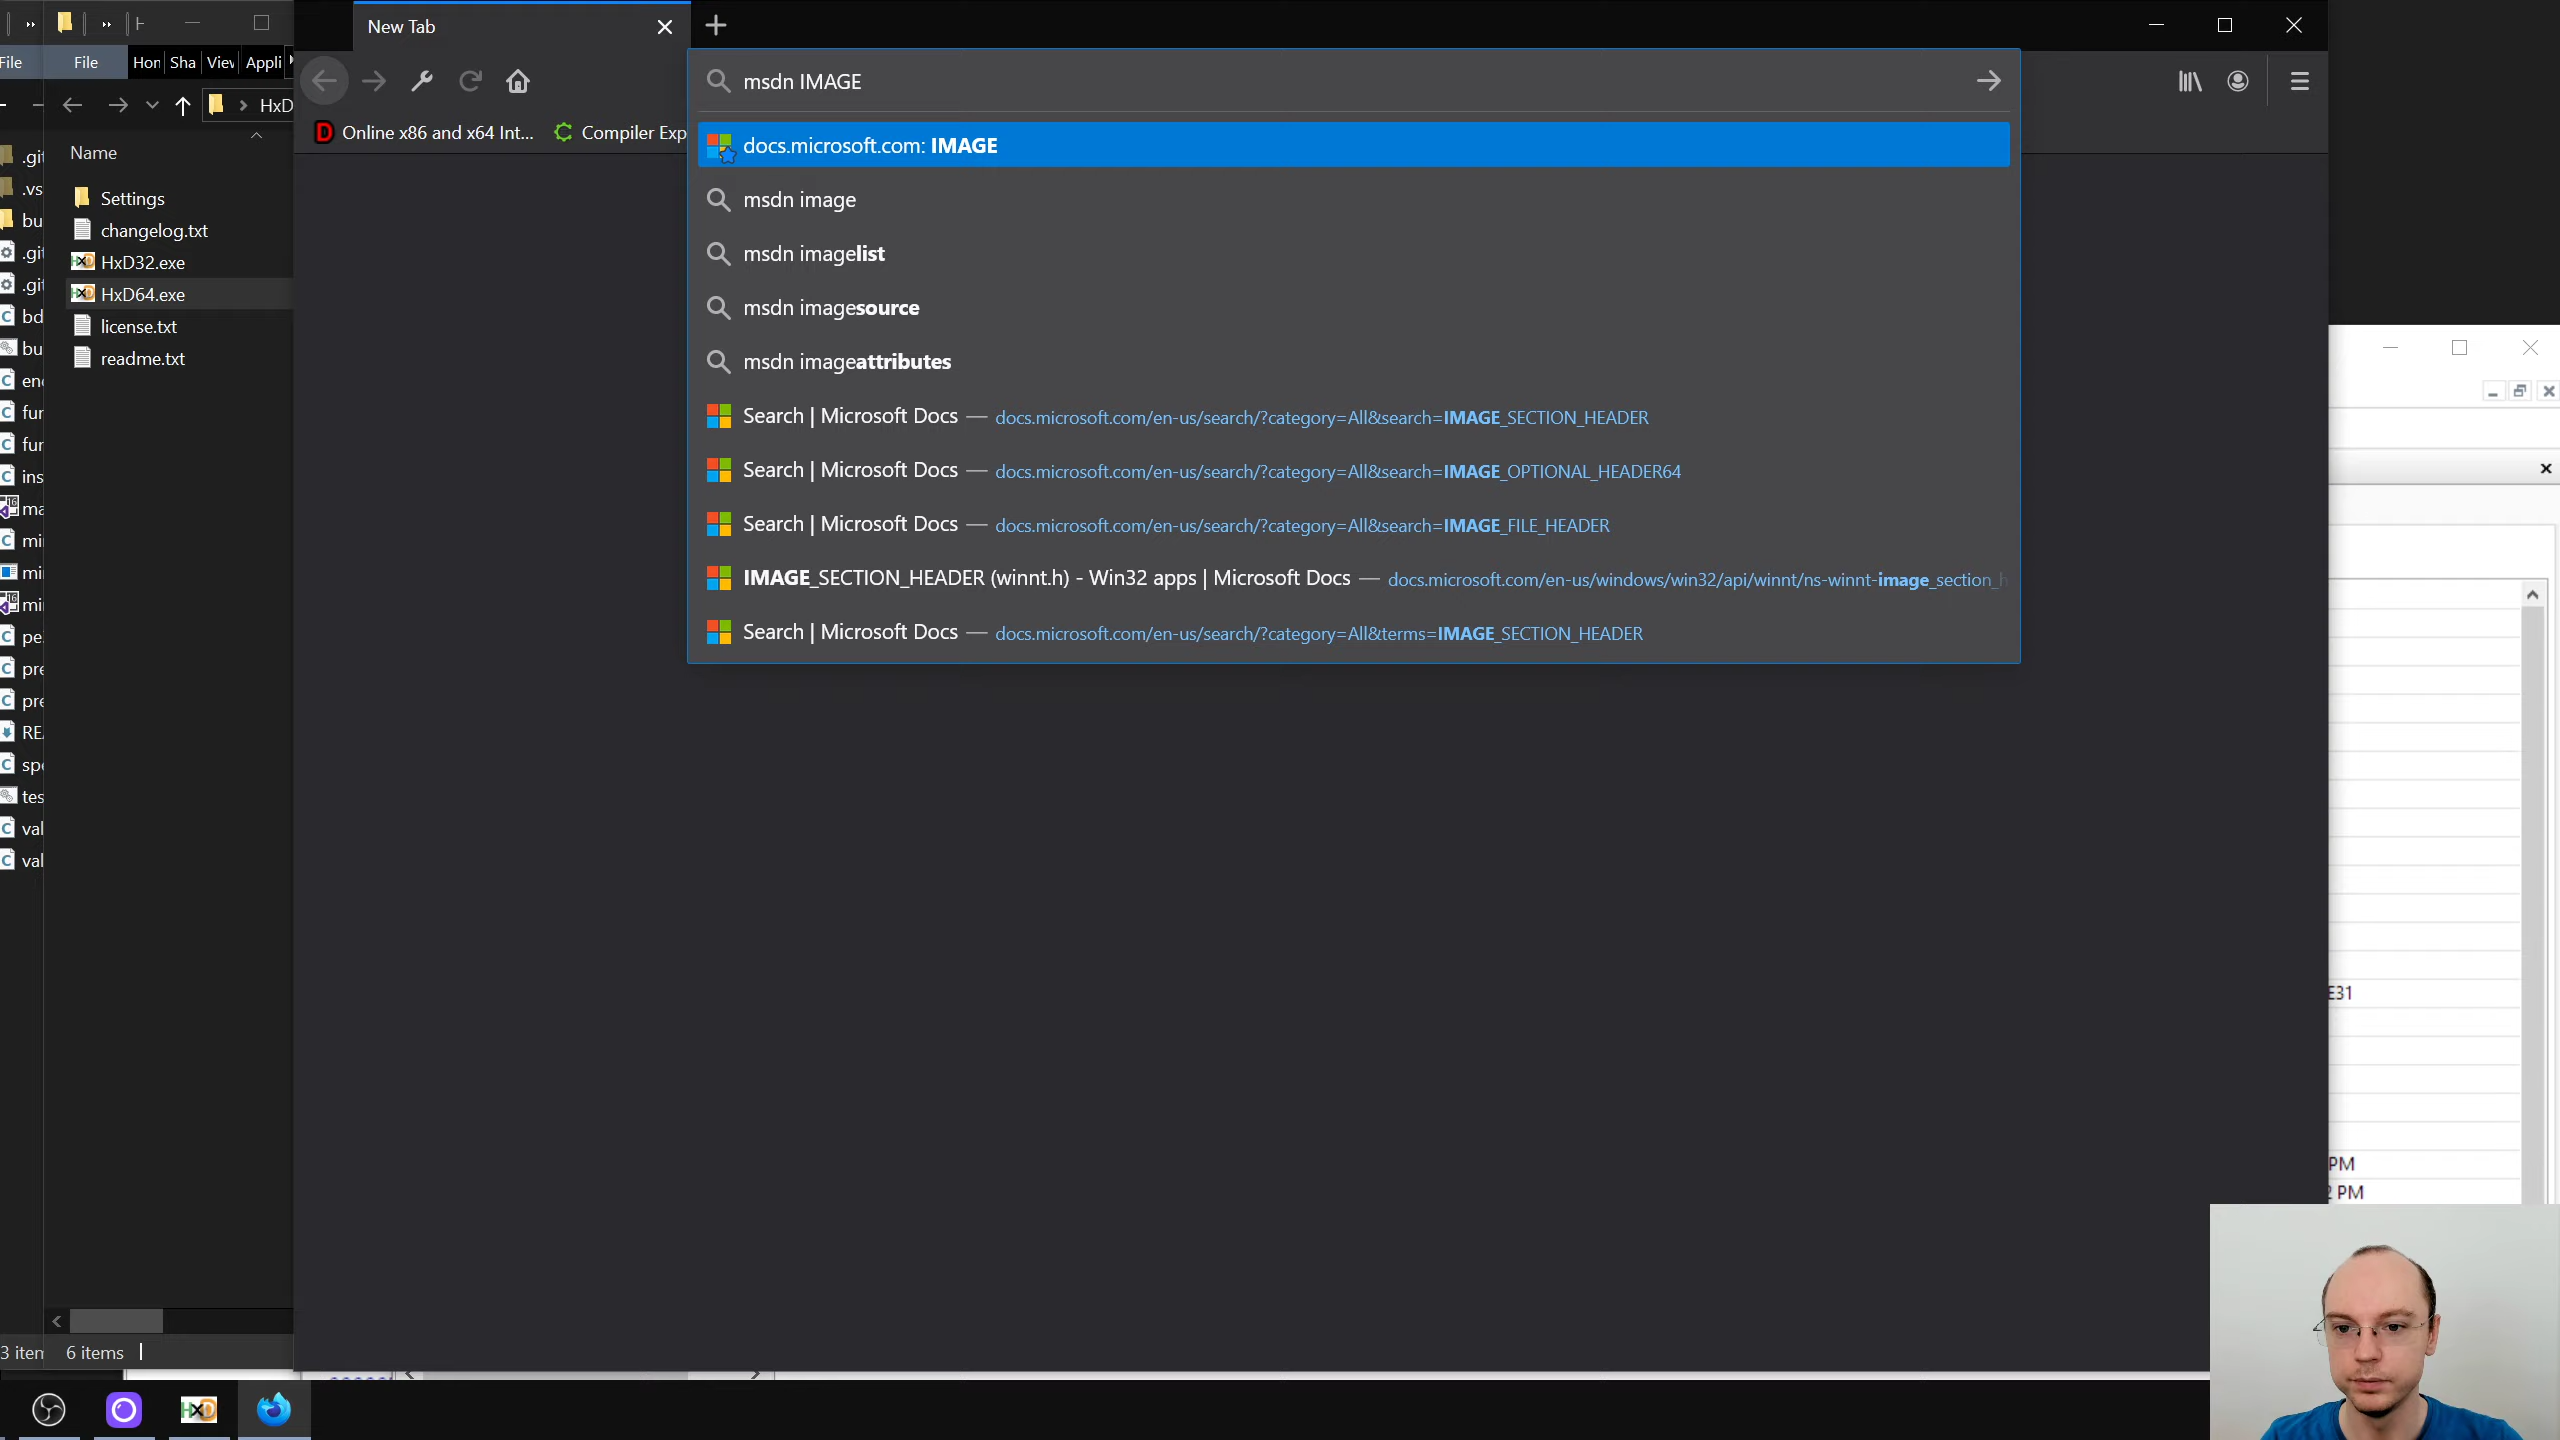 New Tab
File
File
Hon
Sha
Viev
Appli
HxD
msdn IMAGE
Online x86 and x64 Int...
Compiler Exp
Name
Settings
changelog.txt
HxD32.exe
HxD64.exe
license.txt
readme.txt
.git
.vs
bu
.git
.git
bd
bu
enc
fur
fur
ins
ma
mi
mi
mi
pe
pre
pre
RE
spe
tes
val
val
docs.microsoft.com: IMAGE
msdn image
msdn imagelist
msdn imagesource
msdn imageattributes
Search | Microsoft Docs — docs.microsoft.com/en-us/search/?category=All&search=IMAGE_SECTION_HEADER
Search | Microsoft Docs — docs.microsoft.com/en-us/search/?category=All&search=IMAGE_OPTIONAL_HEADER64
Search | Microsoft Docs — docs.microsoft.com/en-us/search/?category=All&search=IMAGE_FILE_HEADER
IMAGE_SECTION_HEADER (winnt.h) - Win32 apps | Microsoft Docs — docs.microsoft.com/en-us/windows/win32/api/winnt/ns-winnt-image_section_h
Search | Microsoft Docs — docs.microsoft.com/en-us/search/?category=All&terms=IMAGE_SECTION_HEADER
E31
PM
2 PM
3 item
6 items
HxD